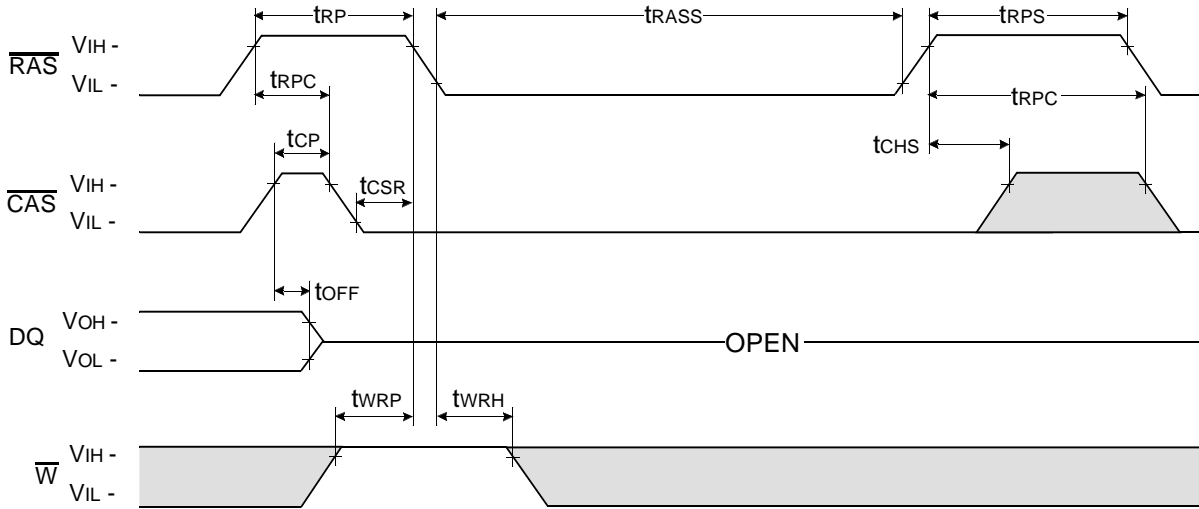 tRP
tRASS
tRPS
RAS
VIH -
VIL -
tRPC
tRPC
tCP
tCHS
CAS
VIH -
VIL -
tCSR
tOFF
DQ
VOH -
VOL -
OPEN
tWRP
tWRH
W
VIH -
VIL -